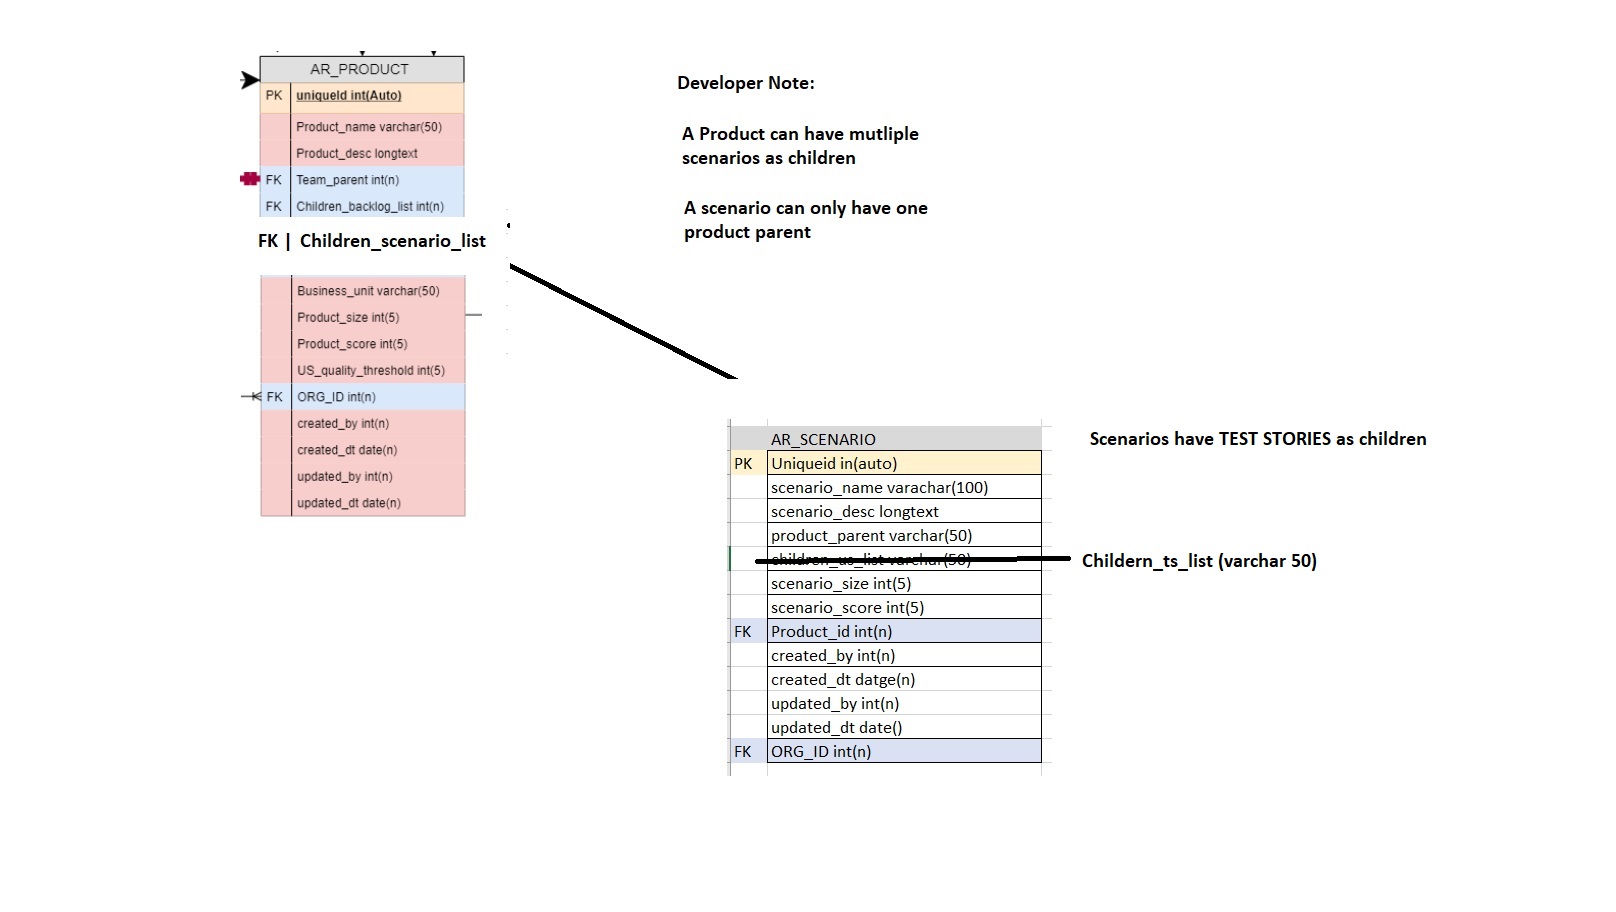 AR_PRODUCT
PK uniqueId int(Auto)
Product_name varchar(50)
Product_desc longtext
FK Team_parent int(n)
FK Children_backlog_list int(n)
FK | Children_scenario_list
Business_unit varchar(50)
Product_size int(5)
Product_score int(5)
US_quality_threshold int(5)
FK ORG_ID int(n)
created_by int(n)
created_dt date(n)
updated_by int(n)
updated_dt date(n)
Developer Note:
A Product can have mutliple
scenarios as children
A scenario can only have one
product parent
AR_SCENARIO
PK Uniqueid in(auto)
scenario_name varachar(100)
scenario_desc longtext
product_parent varchar(50)
children_us_list varchar(50)
scenario_size int(5)
scenario_score int(5)
FK Product_id int(n)
created_by int(n)
created_dt datge(n)
updated_by int(n)
updated_dt date()
FK ORG_ID int(n)
Scenarios have TEST STORIES as children
Childern_ts_list (varchar 50)